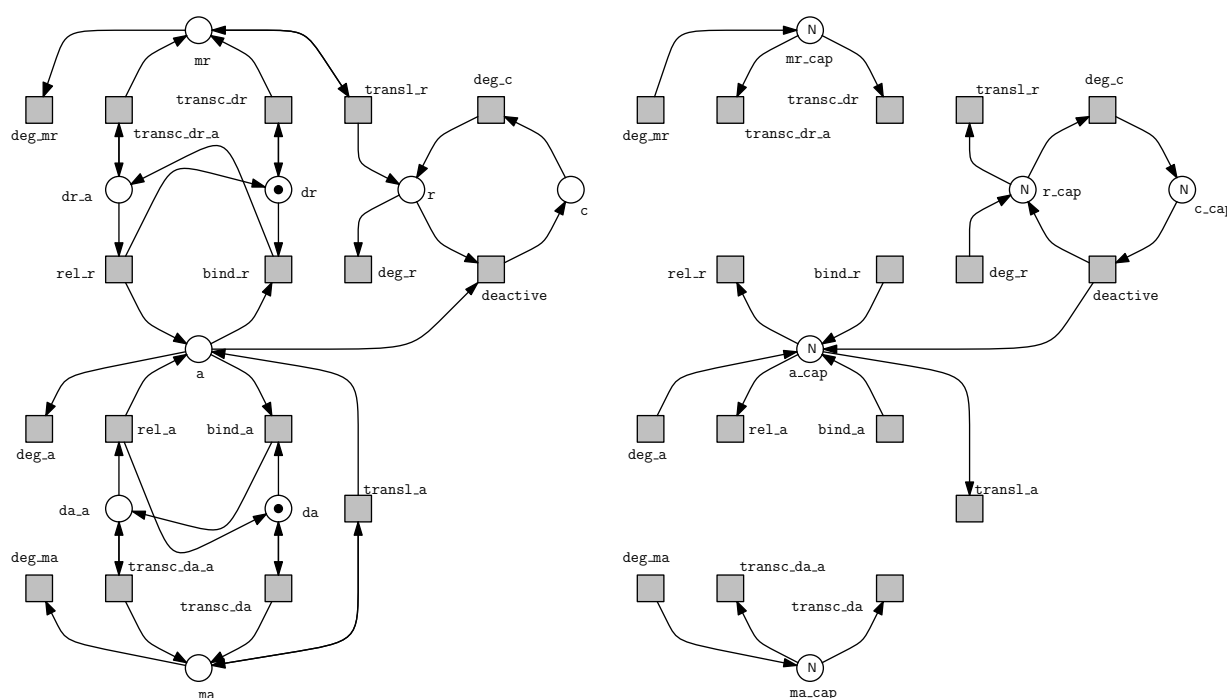 mr
transc_dr
transl_r
deg_c
deg_mr
transc_dr_a
dr_a
dr
r
c
rel_r
bind_r
deg_r
deactive
a
rel_a
bind_a
deg_a
transl_a
da_a
da
deg_ma
transc_da_a
transc_da
ma
N
mr_cap
transc_dr
transl_r
deg_c
deg_mr
transc_dr_a
N
r_cap
N
c_cap
rel_r
bind_r
deg_r
deactive
N
a_cap
rel_a
bind_a
deg_a
transl_a
deg_ma
transc_da_a
transc_da
N
ma_cap